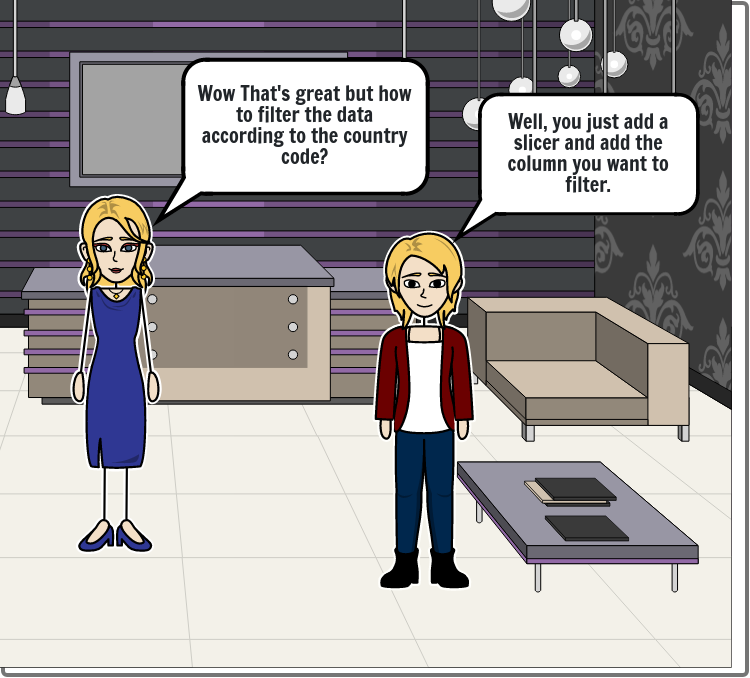 Wow That's great but how
to filter the data
according to the country
code?
Well, you just add a
slicer and add the
column you want to
filter.